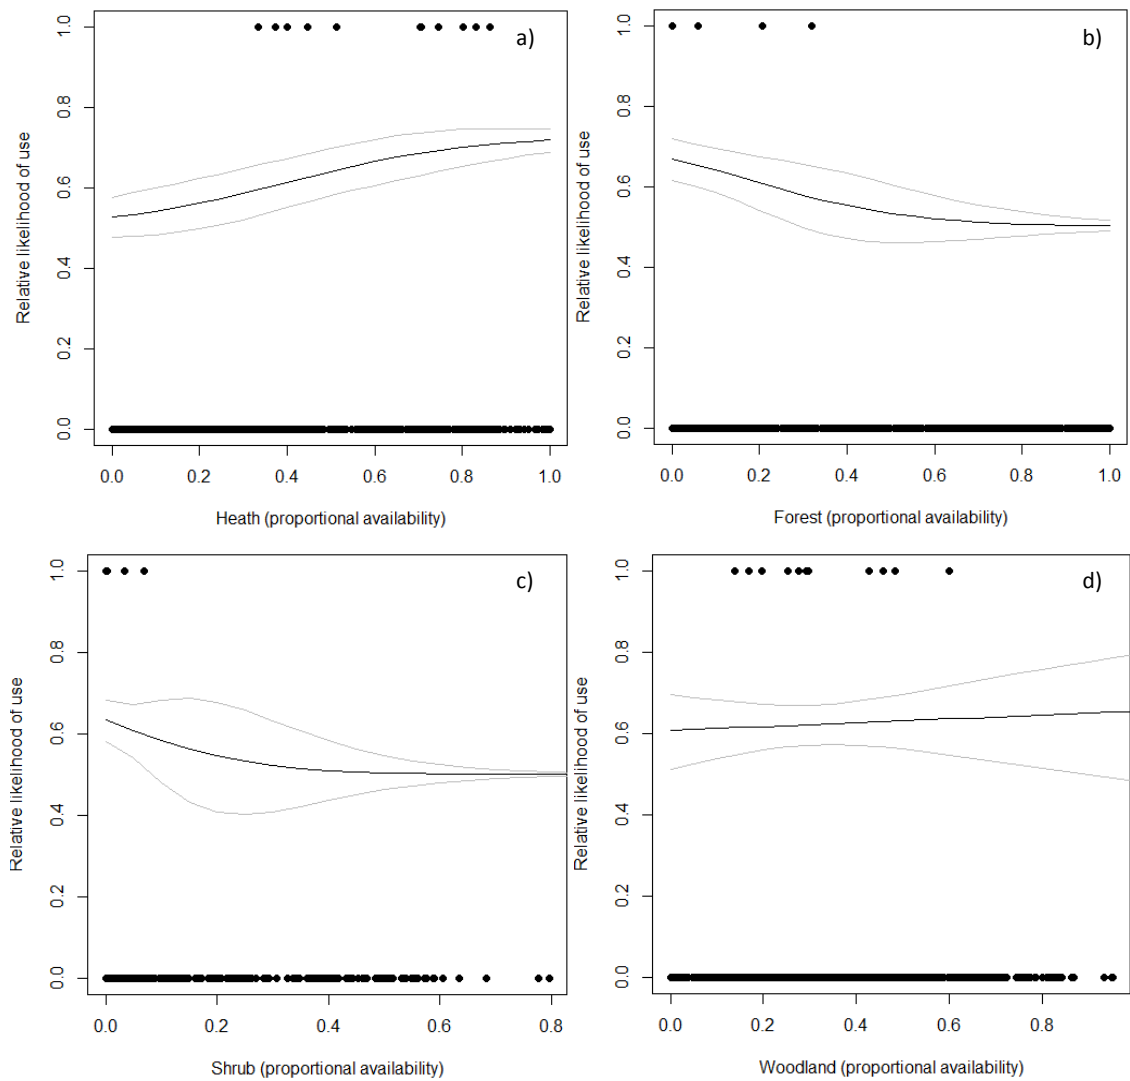 a)
Relative likelihood of use
1.0
0.8
0.6
0.4
0.2
0.0
0.0 0.2 0.4 0.6 0.8 1.0
Heath (proportional availability)
b)
Relative likelihood of use
1.0
0.8
0.6
0.4
0.2
0.0
0.0 0.2 0.4 0.6 0.8 1.0
Forest (proportional availability)
c)
Relative likelihood of use
1.0
0.8
0.6
0.4
0.2
0.0
0.0 0.2 0.4 0.6 0.8
Shrub (proportional availability)
d)
Relative likelihood of use
1.0
0.8
0.6
0.4
0.2
0.0
0.0 0.2 0.4 0.6 0.8
Woodland (proportional availability)